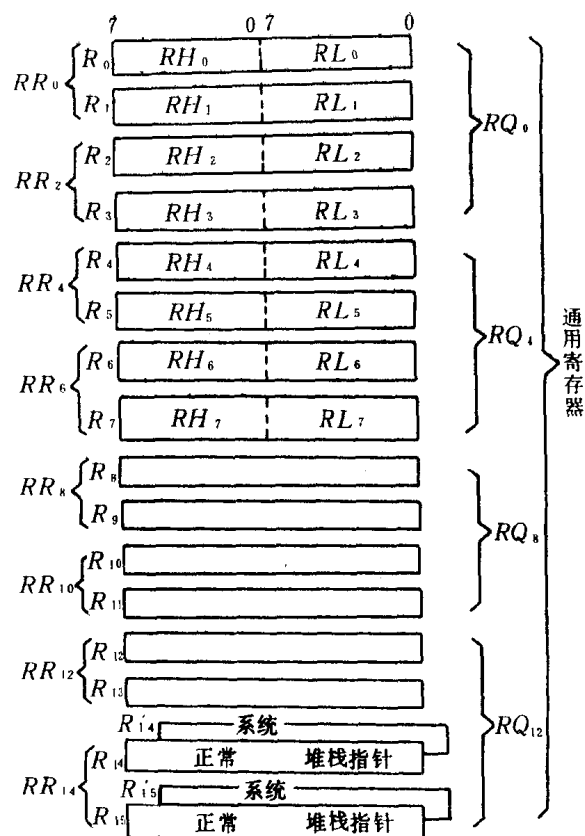 7 0 7 0
RR₀ R₀ RH₀ RL₀
R₁ RH₁ RL₁
RQ₀
RR₂ R₂ RH₂ RL₂
R₃ RH₃ RL₃
RR₄ R₄ RH₄ RL₄
R₅ RH₅ RL₅
RQ₄
RR₆ R₆ RH₆ RL₆
R₇ RH₇ RL₇
通用寄存器
RR₈ R₈
R₉
RQ₈
RR₁₀ R₁₀
R₁₁
RR₁₂ R₁₂
R₁₃
R′₁₄ 系统
RQ₁₂
RR₁₄ R₁₄ 正常 堆栈指针
R′₁₅ 系统
R₁₅ 正常 堆栈指针